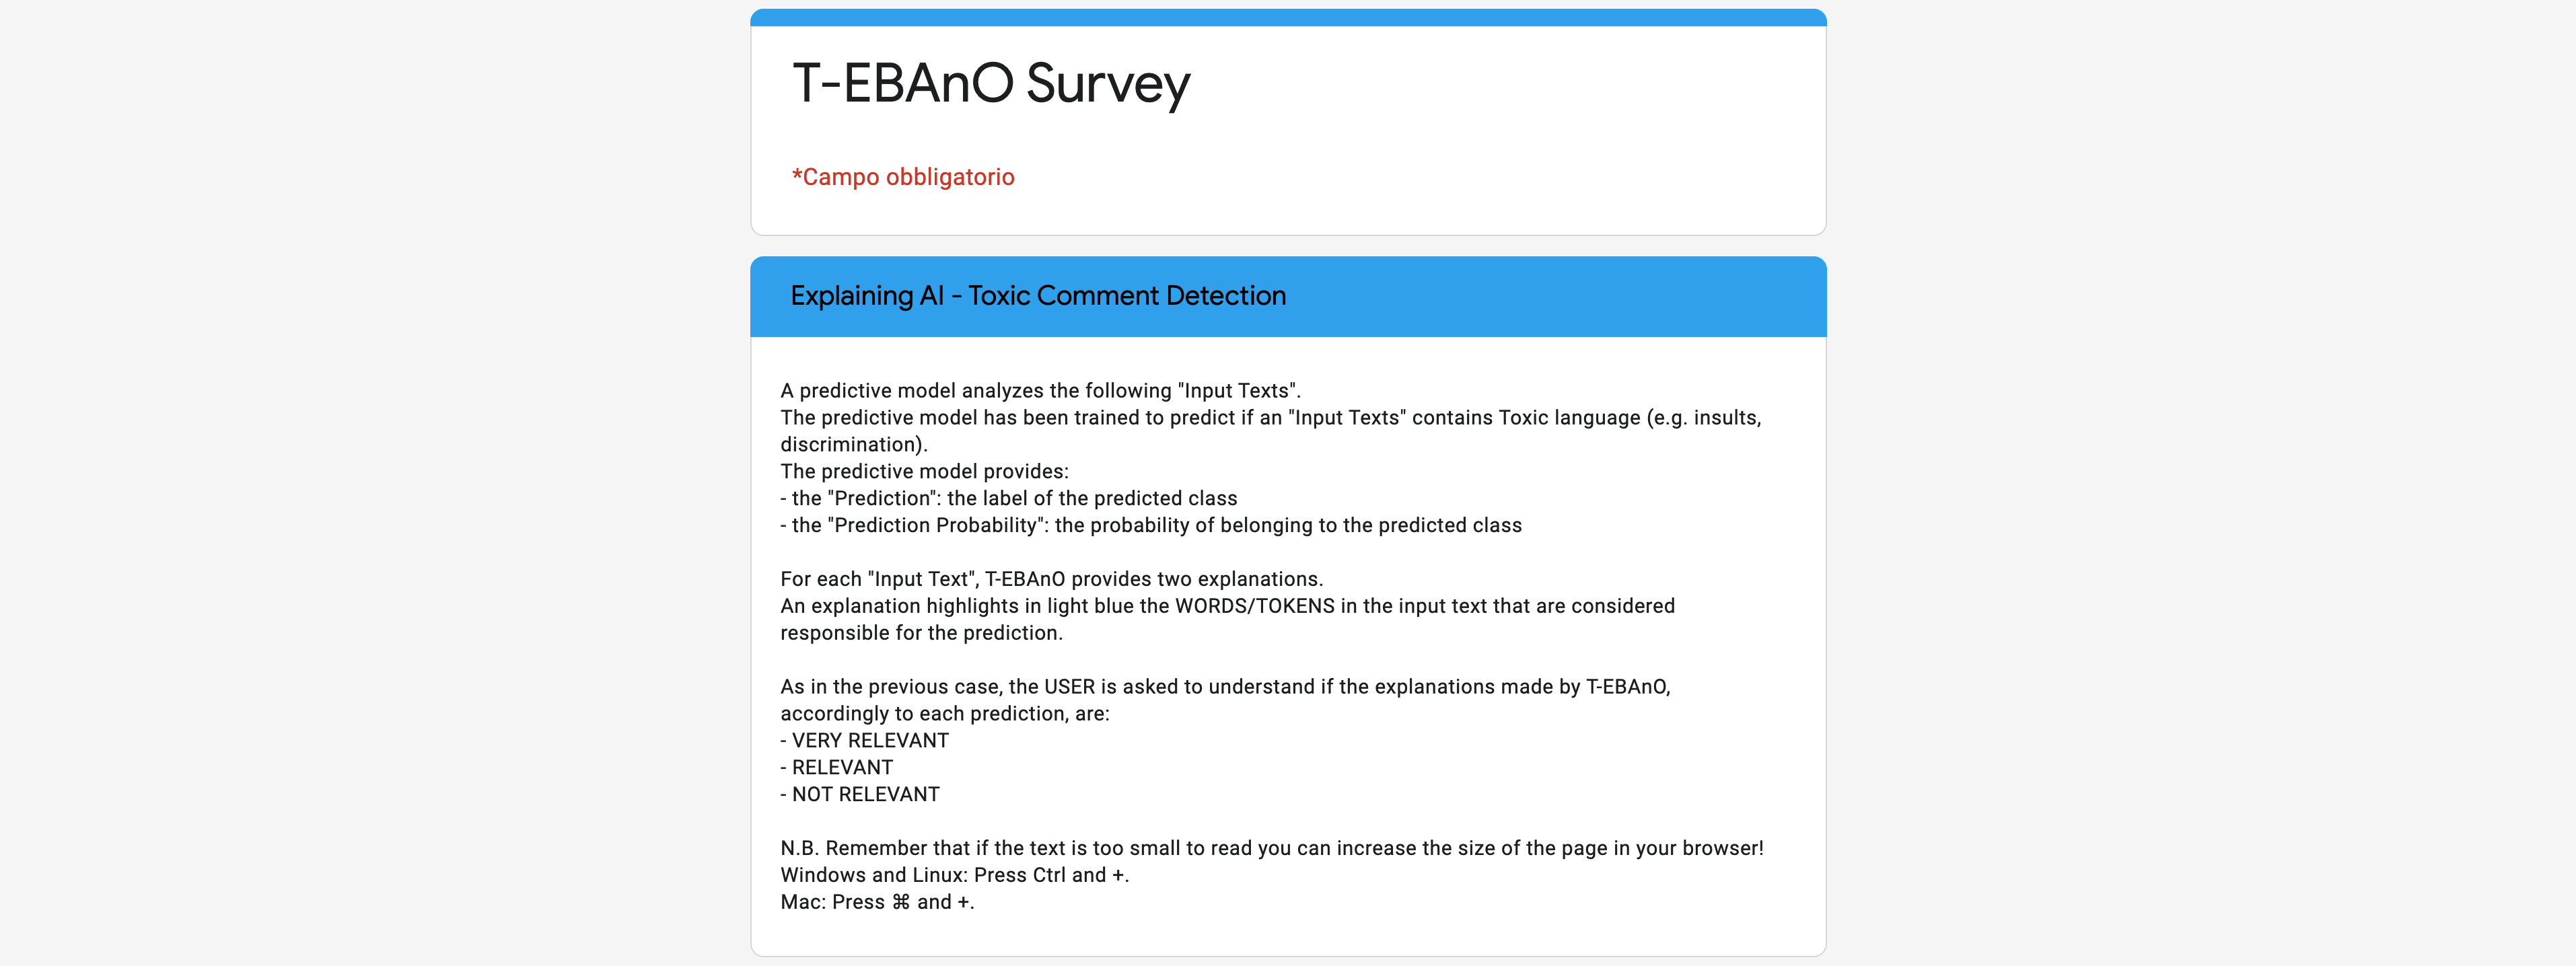 T-EBAnO Survey
*Campo obbligatorio
Explaining AI - Toxic Comment Detection
A predictive model analyzes the following "Input Texts".
The predictive model has been trained to predict if an "Input Texts" contains Toxic language (e.g. insults,
discrimination).
The predictive model provides:
- the "Prediction": the label of the predicted class
- the "Prediction Probability": the probability of belonging to the predicted class
For each "Input Text", T-EBAnO provides two explanations.
An explanation highlights in light blue the WORDS/TOKENS in the input text that are considered
responsible for the prediction.
As in the previous case, the USER is asked to understand if the explanations made by T-EBAnO,
accordingly to each prediction, are:
- VERY RELEVANT
- RELEVANT
- NOT RELEVANT
N.B. Remember that if the text is too small to read you can increase the size of the page in your browser!
Windows and Linux: Press Ctrl and +.
Mac: Press ⌘ and +.